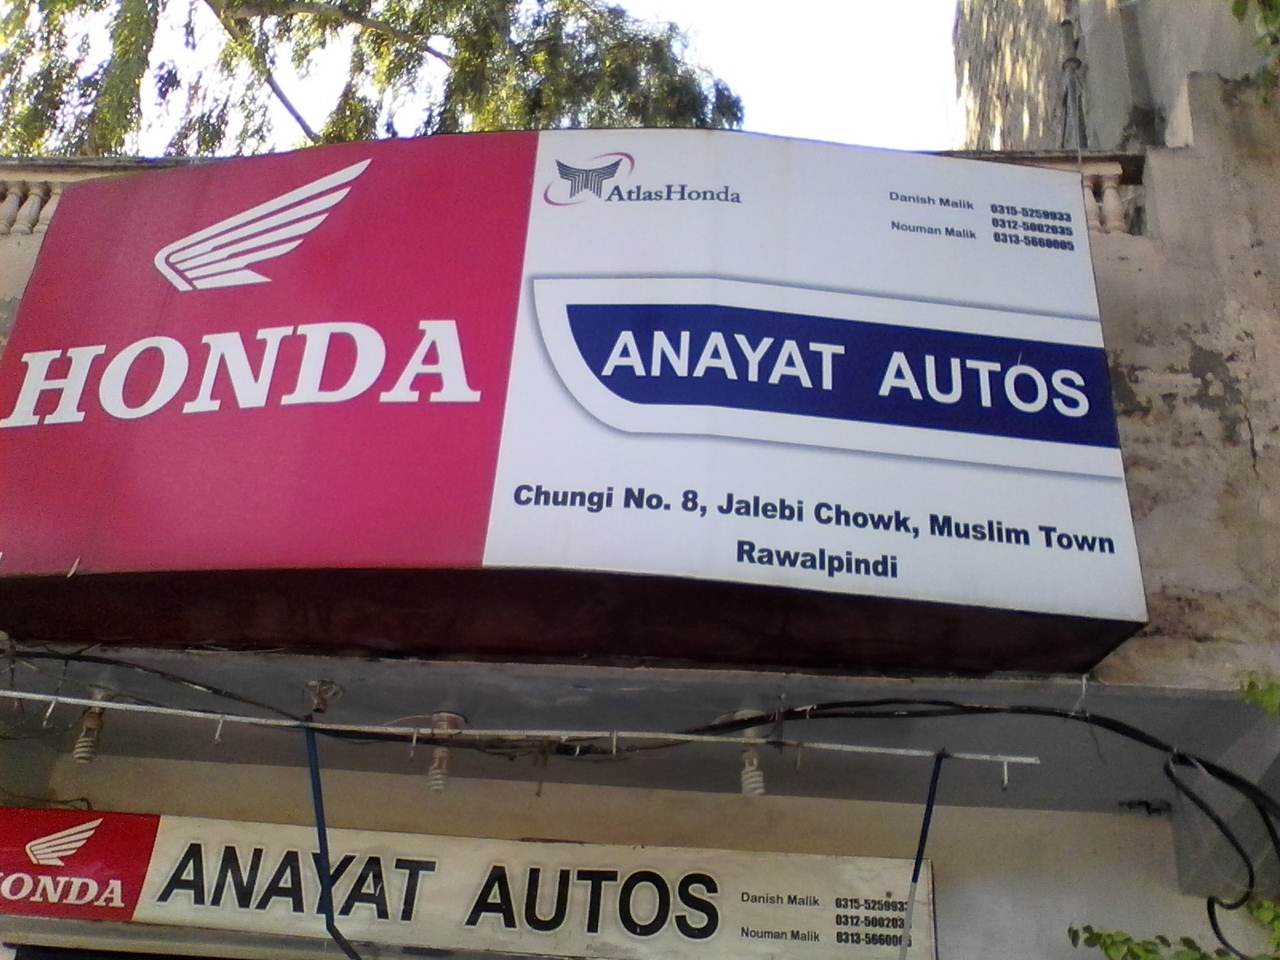 HONDA
AtlasHonda
Danish Malik 0315-5259933
0312-5002035
Nouman Malik 0313-5660005
ANAYAT AUTOS
Chungi No. 8, Jalebi Chowk, Muslim Town
Rawalpindi
HONDA
ANAYAT AUTOS
Danish Malik
Nouman Malik